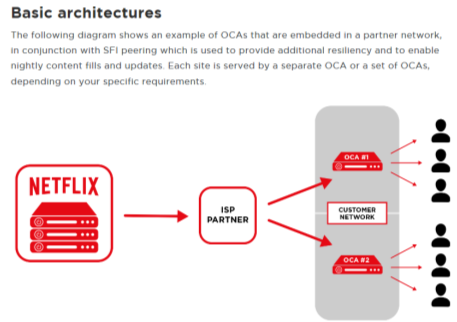 Basic architectures
The following diagram shows an example of OCAs that are embedded in a partner network,
in conjunction with SFI peering which is used to provide additional resiliency and to enable
nightly content fills and updates. Each site is served by a separate OCA or a set of OCAs,
depending on your specific requirements.
NETFLIX
ISP
PARTNER
OCA #1
CUSTOMER
NETWORK
OCA #2